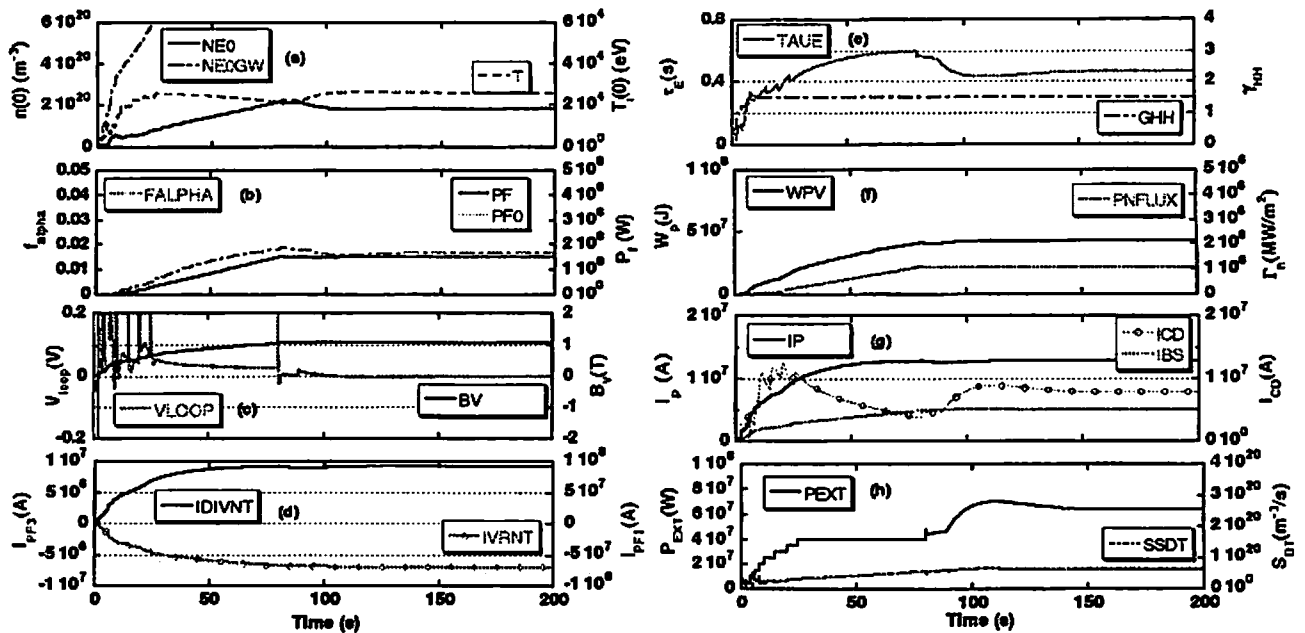 6 10^20
4 10^20
2 10^20
0
n(0) (m^-3)
NE0
NE0GW
(a)
T
6 10^4
4 10^4
2 10^4
0 10^0
T_i(0) (eV)
0.05
0.04
0.03
0.02
0.01
0
f_alpha
FALPHA
(b)
PF
PF0
5 10^8
4 10^8
3 10^8
2 10^8
1 10^8
0 10^0
P_f (W)
0.2
0.1
0
-0.1
-0.2
V_loop(V)
VLOOP
(c)
BV
2
1
0
-1
-2
B_v(T)
1 10^7
5 10^6
0
-5 10^6
-1 10^7
I_PF3(A)
IDIVNT
(d)
IVRNT
1 10^8
5 10^7
0
-5 10^7
-1 10^8
I_PF1(A)
0 50 100 150 200
Time (s)
0.8
0.4
0
τ_E(s)
TAUE
(e)
GHH
4
3
2
1
0
γ_HH
1 10^8
5 10^7
0
W_p(J)
WPV
(f)
PNFLUX
5 10^6
4 10^6
3 10^6
2 10^6
1 10^6
0 10^0
Γ_n(MW/m^2)
2 10^7
1 10^7
0
I_p (A)
IP
(g)
ICD
IBS
2 10^7
1 10^7
0 10^0
I_CD(A)
1 10^8
8 10^7
6 10^7
4 10^7
2 10^7
0
P_EXT(W)
PEXT
(h)
SSDT
4 10^20
3 10^20
2 10^20
1 10^20
0 10^0
S_DT(m^-3/s)
0 50 100 150 200
Time (s)